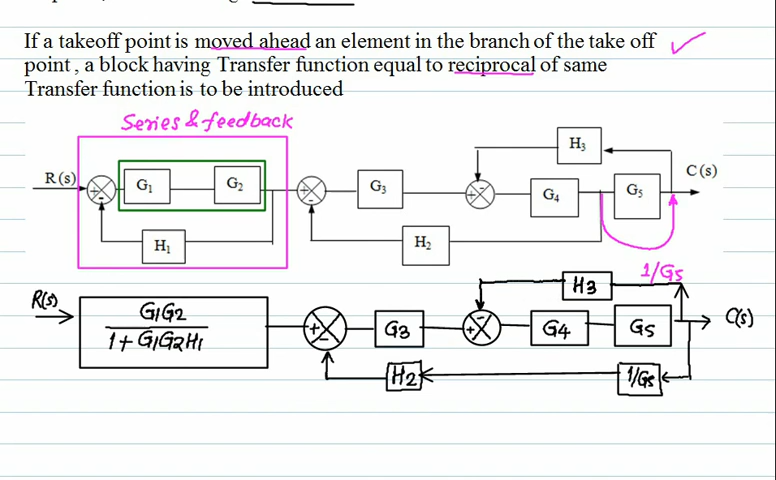 If a takeoff point is moved ahead an element in the branch of the take off
point , a block having Transfer function equal to reciprocal of same
Transfer function is to be introduced
Series & feedback
H3
R(s)
+
-
G1
G2
+
-
G3
+
-
G4
G5
C(s)
H1
H2
1/G5
R(s)
G1G2
1+G1G2H1
+
-
G3
+
-
H3
G4
G5
C(s)
H2
1/G5